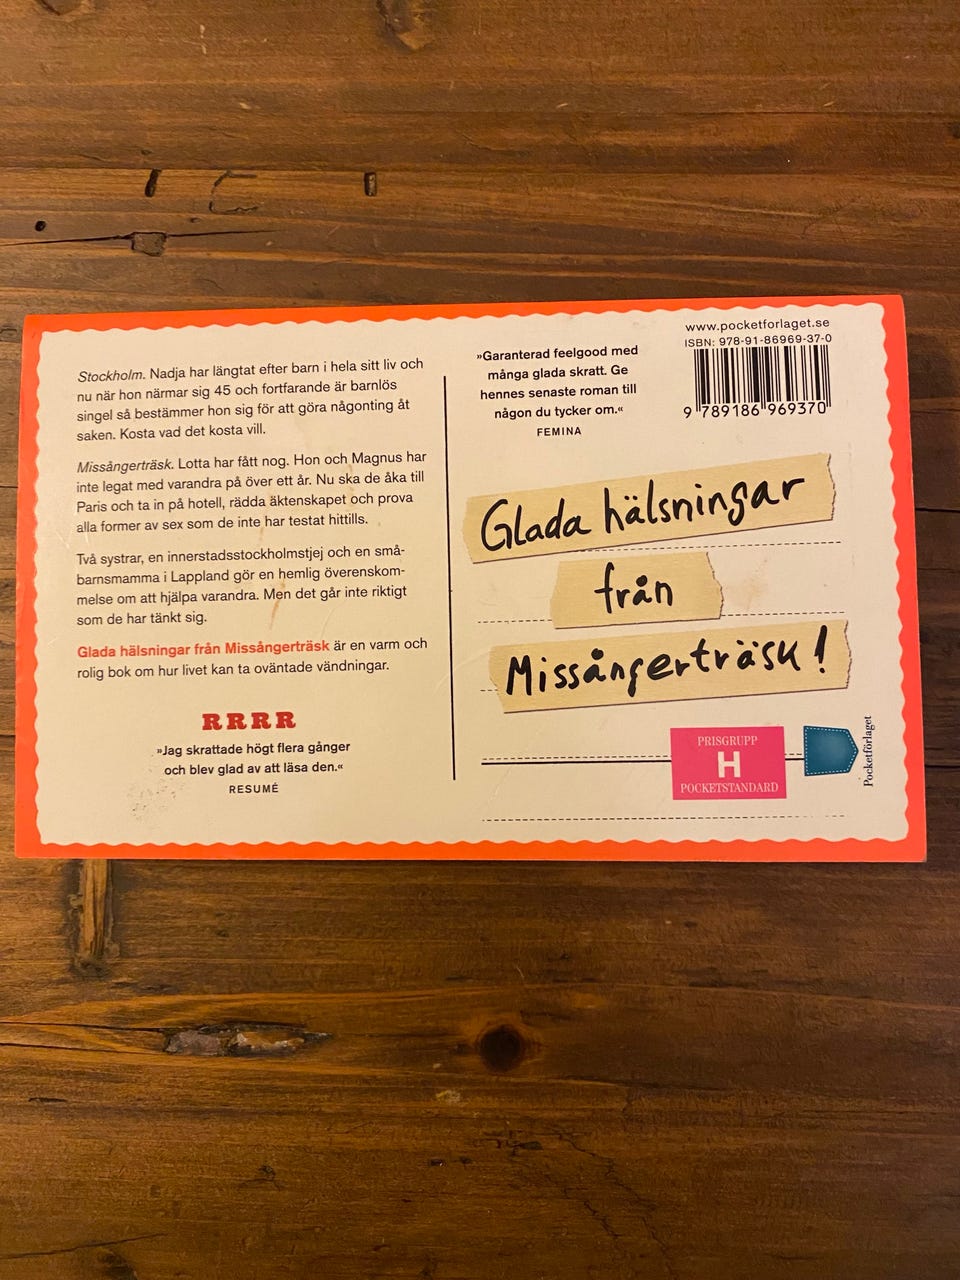 Stockholm. Nadja har längtat efter barn i hela sitt liv och
nu när hon närmar sig 45 och fortfarande är barnlös
singel så bestämmer hon sig för att göra någonting åt
saken. Kosta vad det kosta vill.
Missångerträsk. Lotta har fått nog. Hon och Magnus har
inte legat med varandra på över ett år. Nu ska de åka till
Paris och ta in på hotell, rädda äktenskapet och prova
alla former av sex som de inte har testat hittills.
Två systrar, en innerstadsstockholmstjej och en små-
barnsmamma i Lappland gör en hemlig överenskom-
melse om att hjälpa varandra. Men det går inte riktigt
som de har tänkt sig.
Glada hälsningar från Missångerträsk är en varm och
rolig bok om hur livet kan ta oväntade vändningar.
RRRR
»Jag skrattade högt flera gånger
och blev glad av att läsa den.«
RESUMÉ
»Garanterad feelgood med
många glada skratt. Ge
hennes senaste roman till
någon du tycker om.«
FEMINA
www.pocketforlaget.se
ISBN: 978-91-86969-37-0
9 789186 969370
Glada hälsningar
från
Missångerträsk!
PRISGRUPP
H
POCKETSTANDARD
Pocketförlaget